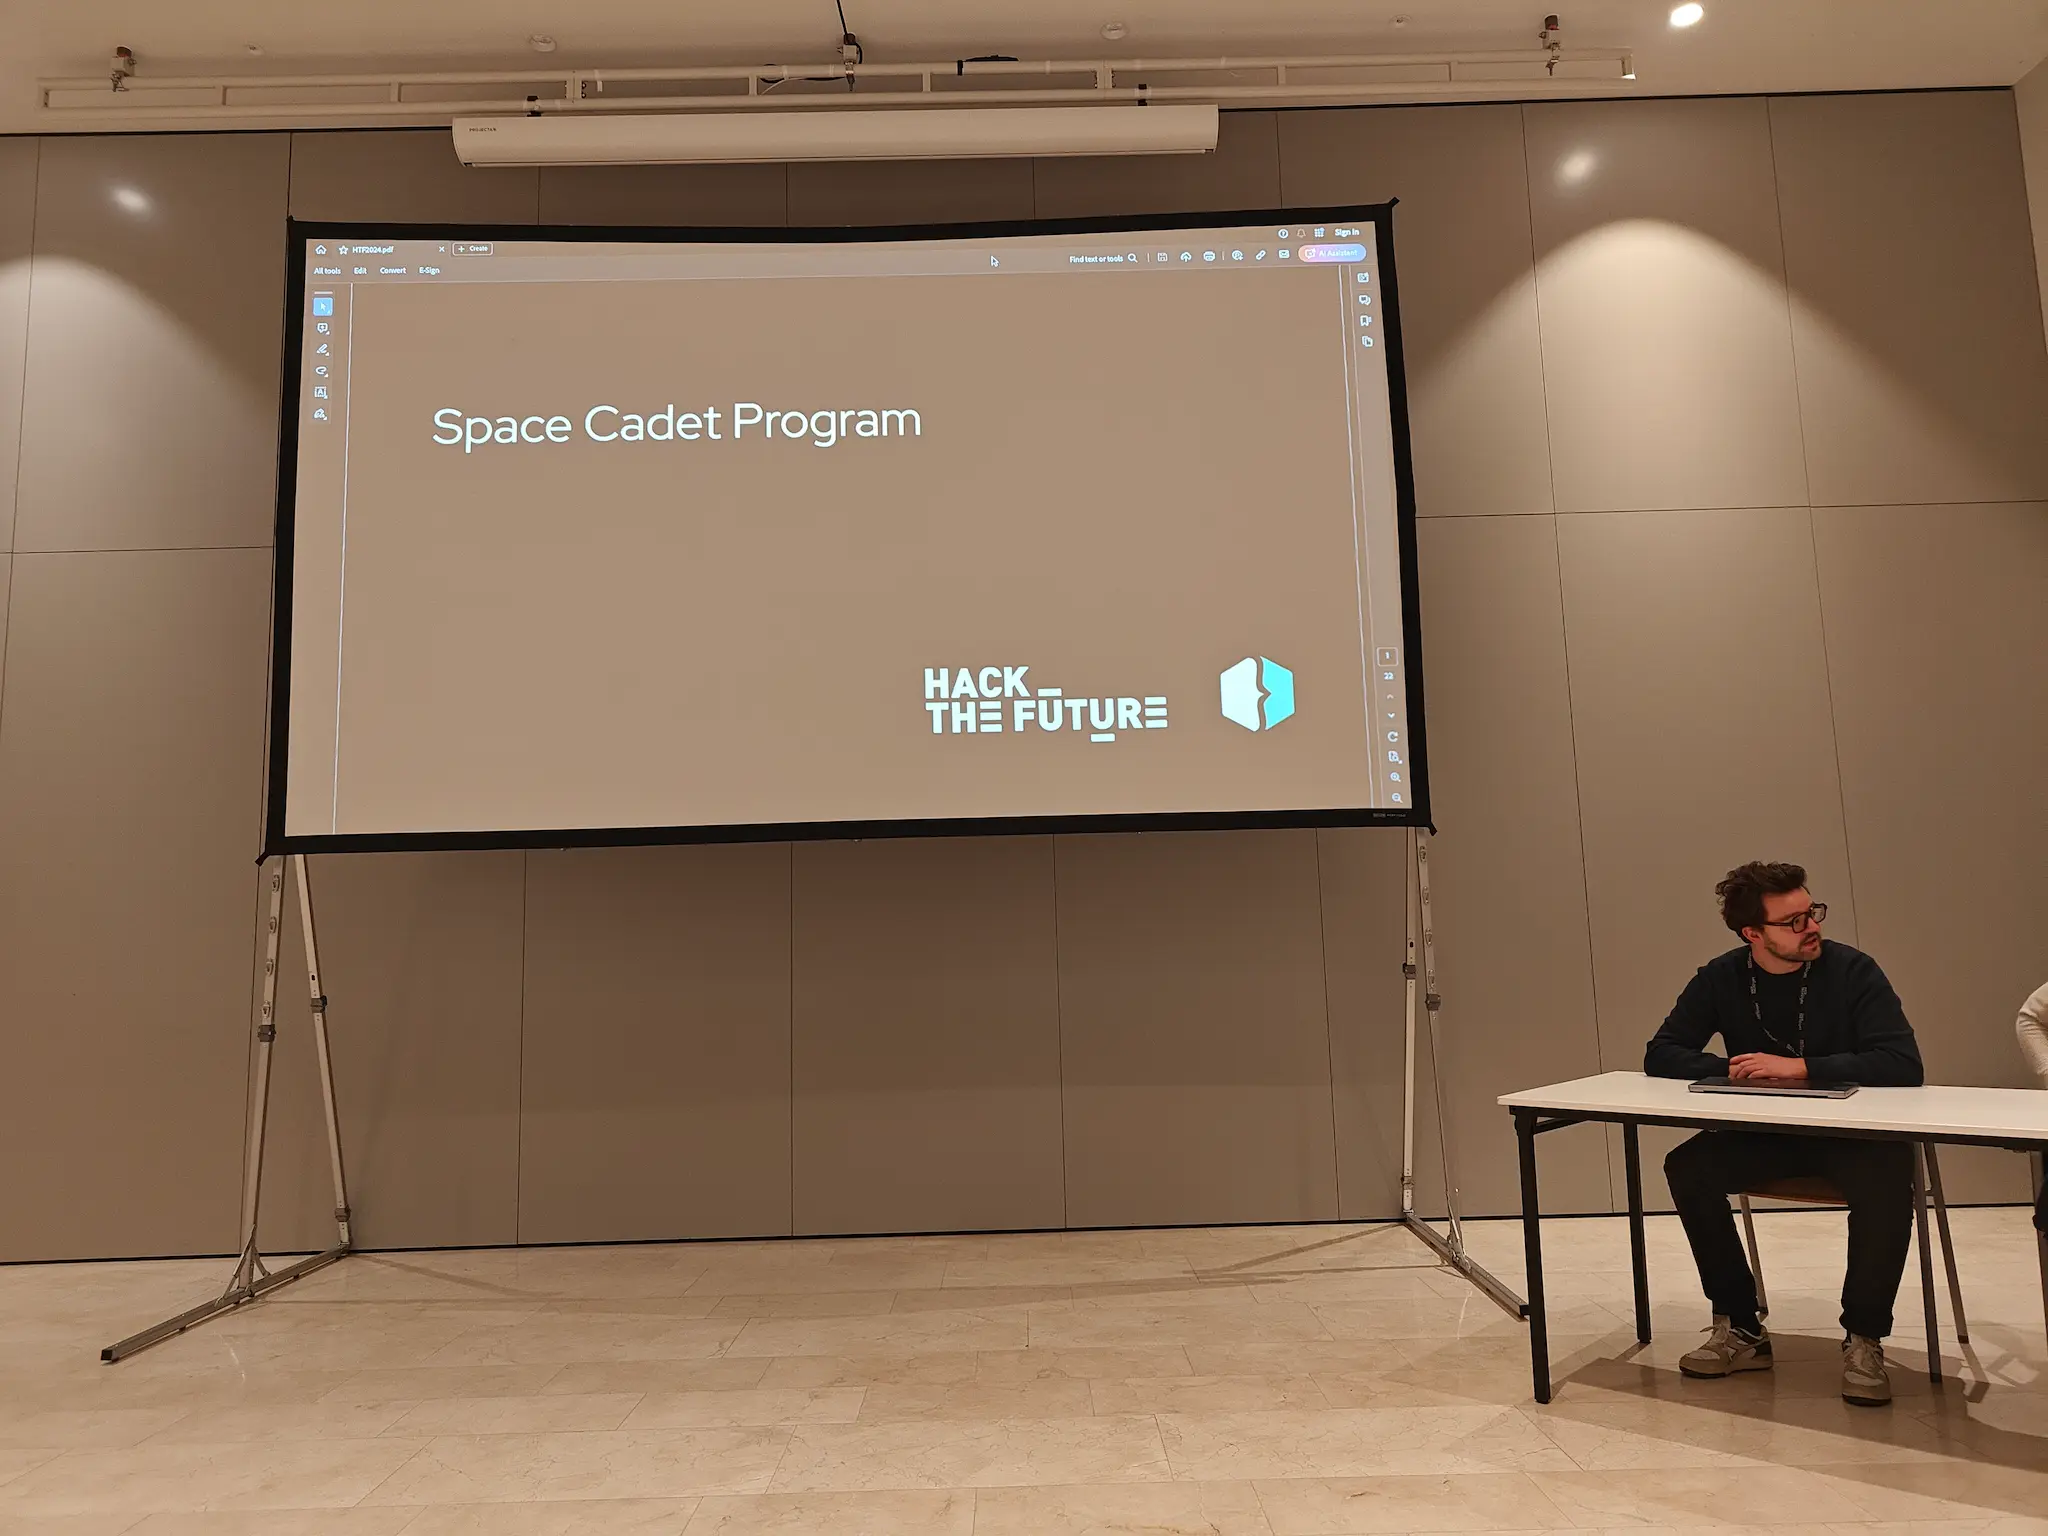 HTF2024.pdf
+ Create
Sign in
All tools
Edit
Convert
E-Sign
Find text or tools
AI Assistant
Space Cadet Program
HACK
THE FUTURE
1
22